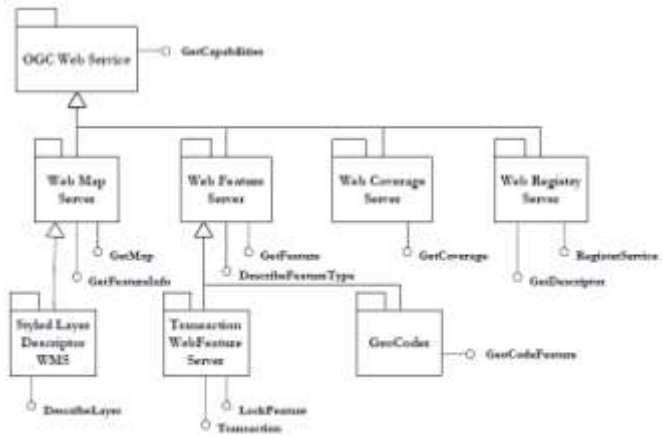 OGC Web Service
GetCapabilities
Web Map
Server
Web Feature
Server
Web Coverage
Server
Web Registry
Server
GetMap
GetFeatureInfo
GetFeature
DescribeFeatureType
GetCoverage
RegisterService
GetDescriptor
Styled Layer
Descriptor
WMS
Transaction
WebFeature
Server
GeoCoder
GeoCodeFeature
DescribeLayer
LockFeature
Transaction